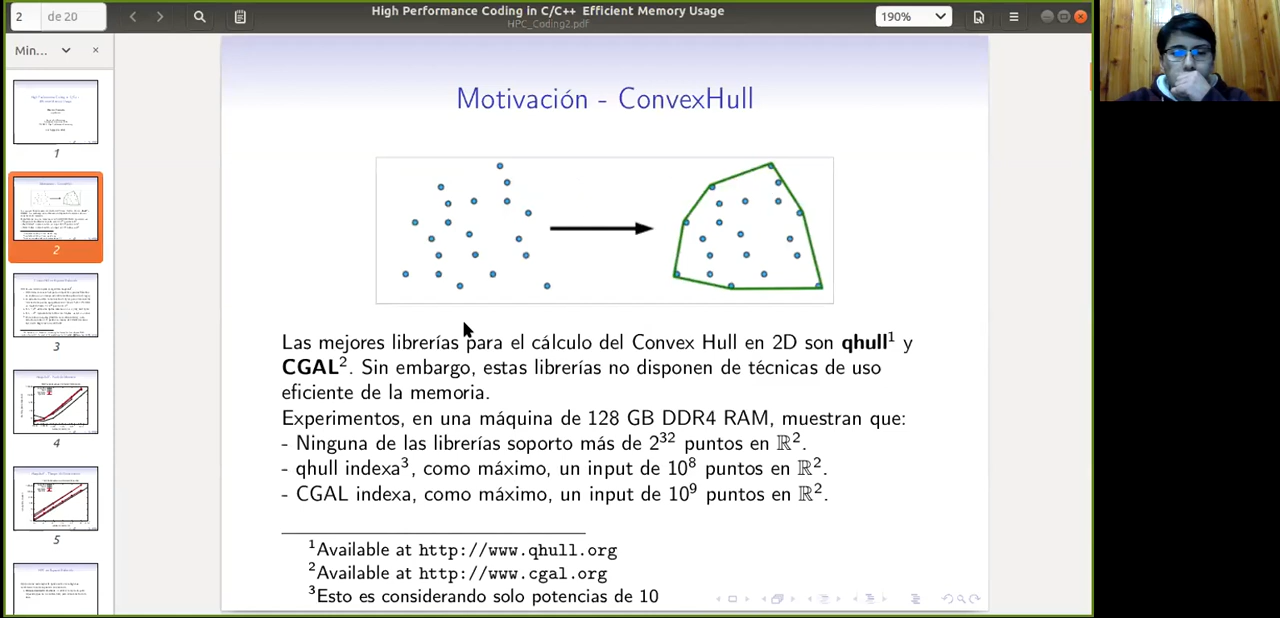 2 de 20
High Performance Coding in C/C++ Efficient Memory Usage
HPC_Coding2.pdf
190%
Min...
1
2
3
4
5
Motivación - ConvexHull
Las mejores librerías para el cálculo del Convex Hull en 2D son qhull¹ y
CGAL². Sin embargo, estas librerías no disponen de técnicas de uso
eficiente de la memoria.
Experimentos, en una máquina de 128 GB DDR4 RAM, muestran que:
- Ninguna de las librerías soporto más de 2³² puntos en ℝ².
- qhull indexa³, como máximo, un input de 10⁸ puntos en ℝ².
- CGAL indexa, como máximo, un input de 10⁹ puntos en ℝ².
¹Available at http://www.qhull.org
²Available at http://www.cgal.org
³Esto es considerando solo potencias de 10